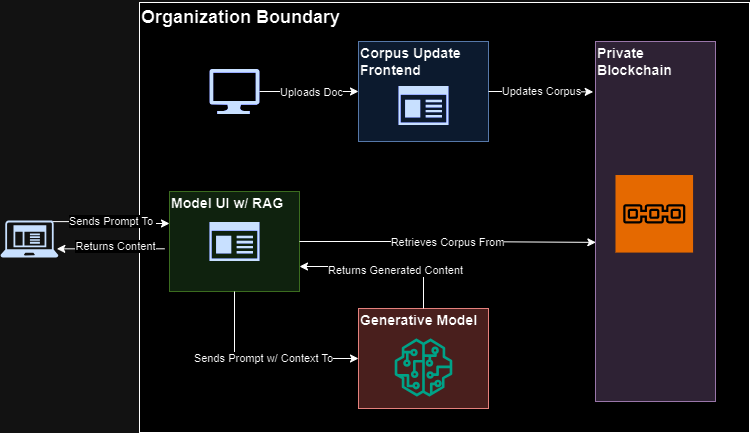 Organization Boundary
Corpus Update
Frontend
Private
Blockchain
Uploads Doc
Updates Corpus
Model UI w/ RAG
Sends Prompt To
Returns Content
Retrieves Corpus From
Returns Generated Content
Generative Model
Sends Prompt w/ Context To